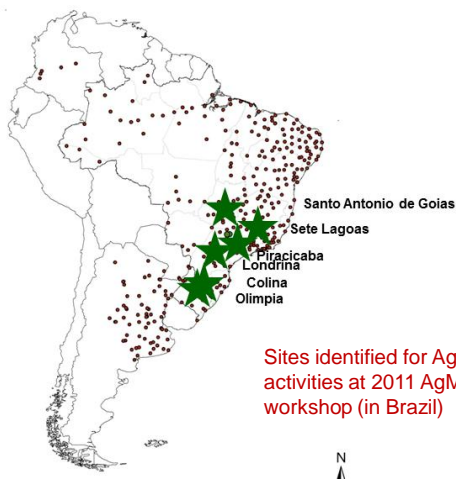 Santo Antonio de Goias
Sete Lagoas
Piracicaba
Londrina
Colina
Olimpia
Sites identified for Ag
activities at 2011 AgM
workshop (in Brazil)
N